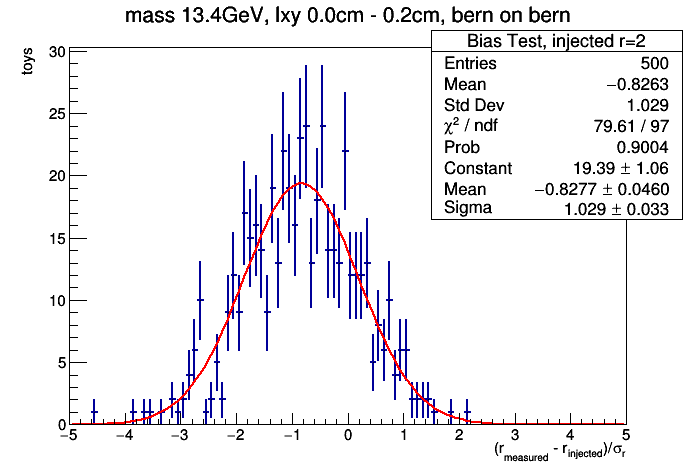 mass 13.4GeV, lxy 0.0cm - 0.2cm, bern on bern
Bias Test, injected r=2
Entries 500
Mean −0.8263
Std Dev 1.029
χ² / ndf 79.61 / 97
Prob 0.9004
Constant 19.39 ± 1.06
Mean −0.8277 ± 0.0460
Sigma 1.029 ± 0.033
toys
30
25
20
15
10
5
0
−5 −4 −3 −2 −1 0 1 2 3 4 5
(r_measured - r_injected)/σ_r